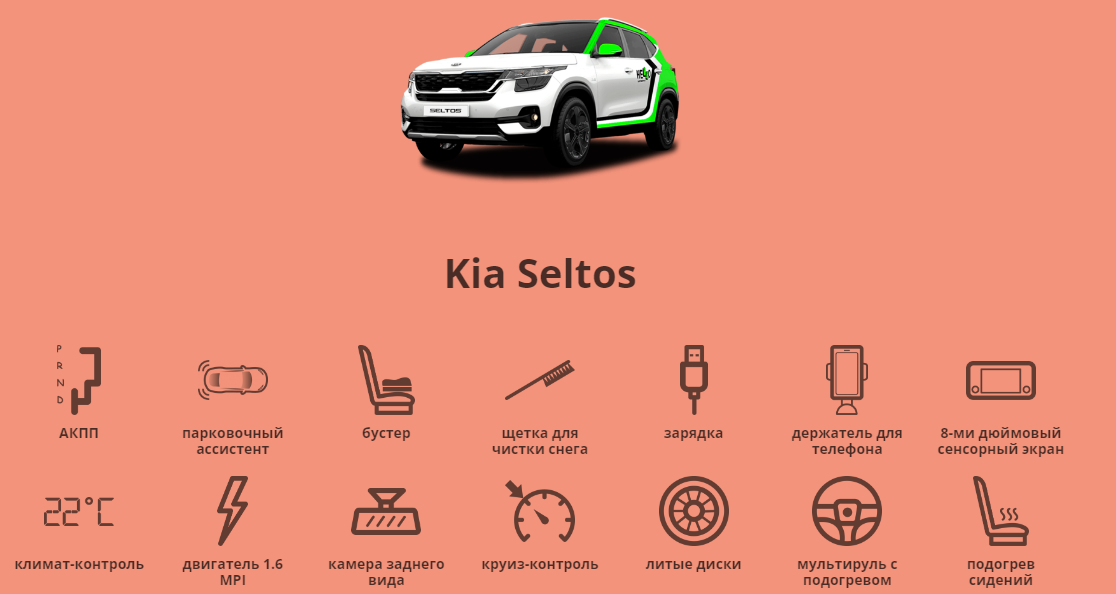 HELLO
SELTOS
Kia Seltos
P
R
N
D
АКПП
парковочный
ассистент
бустер
щетка для
чистки снега
зарядка
держатель для
телефона
8-ми дюймовый
сенсорный экран
22°C
климат-контроль
двигатель 1.6
MPI
камера заднего
вида
круиз-контроль
литые диски
мультируль с
подогревом
подогрев
сидений